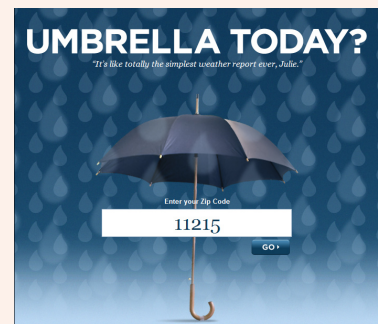 UMBRELLA TODAY?
"It's like totally the simplest weather report ever, Julie."
Enter your Zip Code
11215
GO ›